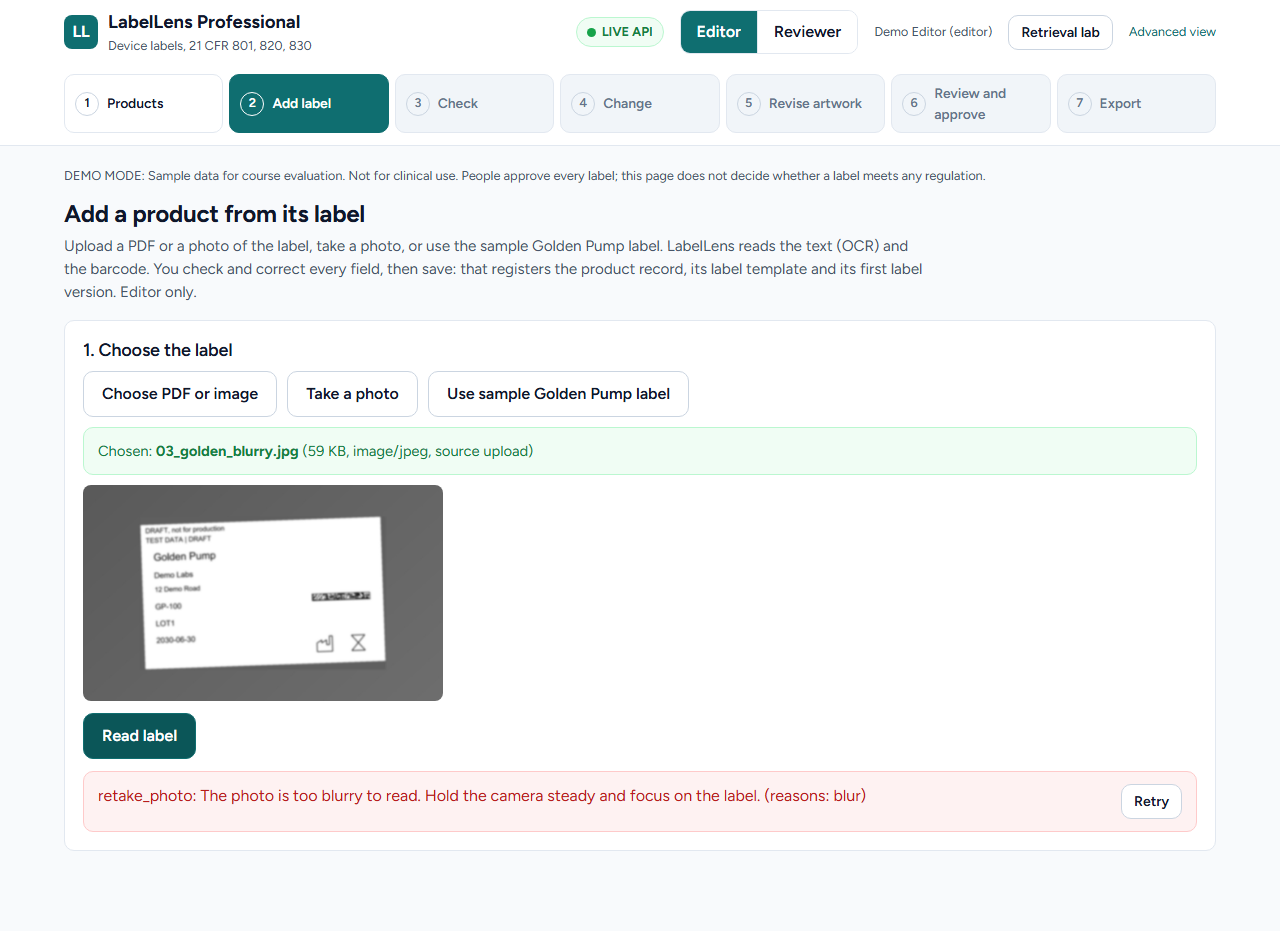 LL
LabelLens Professional
Device labels, 21 CFR 801, 820, 830
LIVE API
Editor
Reviewer
Demo Editor (editor)
Retrieval lab
Advanced view
1 Products
2 Add label
3 Check
4 Change
5 Revise artwork
6 Review and
approve
7 Export
DEMO MODE: Sample data for course evaluation. Not for clinical use. People approve every label; this page does not decide whether a label meets any regulation.
Add a product from its label
Upload a PDF or a photo of the label, take a photo, or use the sample Golden Pump label. LabelLens reads the text (OCR) and
the barcode. You check and correct every field, then save: that registers the product record, its label template and its first label
version. Editor only.
1. Choose the label
Choose PDF or image
Take a photo
Use sample Golden Pump label
Chosen: 03_golden_blurry.jpg (59 KB, image/jpeg, source upload)
DRAFT, not for production
TEST DATA | DRAFT
Golden Pump
Demo Labs
12 Demo Road
GP-100
LOT1
2030-06-30
Read label
retake_photo: The photo is too blurry to read. Hold the camera steady and focus on the label. (reasons: blur)
Retry